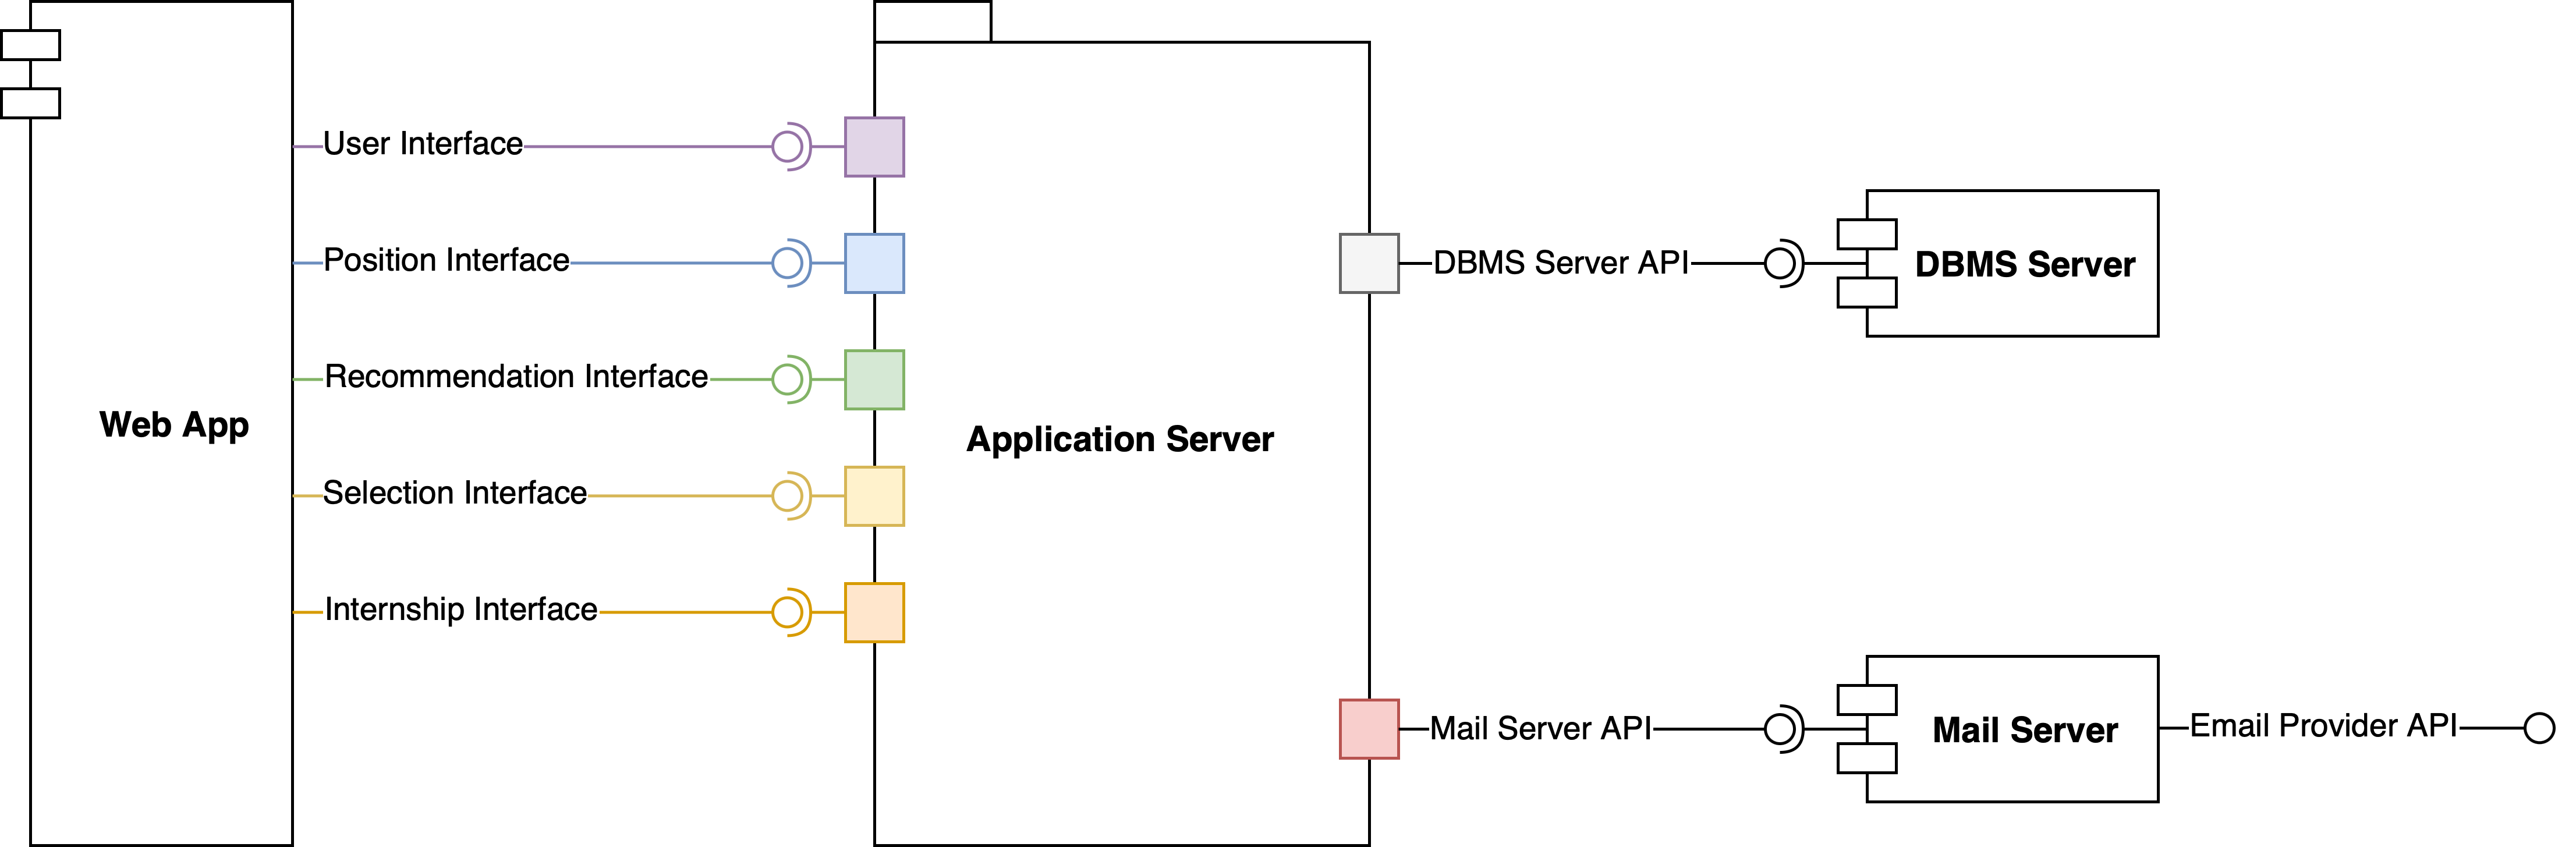 Web App
User Interface
Position Interface
Recommendation Interface
Selection Interface
Internship Interface
Application Server
DBMS Server API
DBMS Server
Mail Server API
Mail Server
Email Provider API